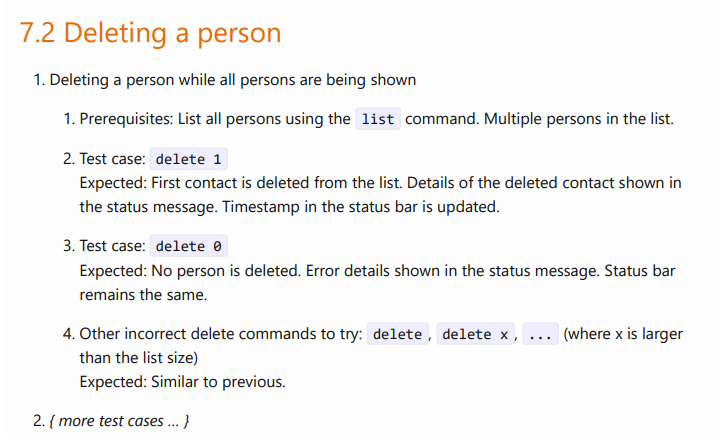 7.2 Deleting a person
1. Deleting a person while all persons are being shown
1. Prerequisites: List all persons using the list command. Multiple persons in the list.
2. Test case: delete 1
Expected: First contact is deleted from the list. Details of the deleted contact shown in
the status message. Timestamp in the status bar is updated.
3. Test case: delete 0
Expected: No person is deleted. Error details shown in the status message. Status bar
remains the same.
4. Other incorrect delete commands to try: delete, delete x, ... (where x is larger
than the list size)
Expected: Similar to previous.
2. { more test cases … }